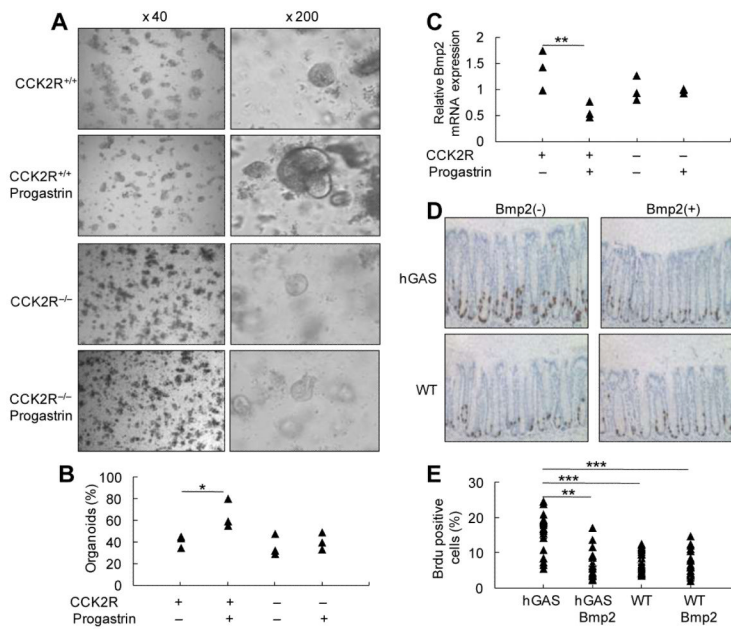 A
x 40
x 200
CCK2R+/+
CCK2R+/+
Progastrin
CCK2R–/–
CCK2R–/–
Progastrin
B
Organoids (%)
100
80
60
40
20
0
*
CCK2R + + – –
Progastrin – + – +
C
Relative Bmp2
mRNA expression
2
1.5
1
0.5
0
**
CCK2R + + – –
Progastrin – + – +
D
Bmp2(-)
Bmp2(+)
hGAS
WT
E
Brdu positive
cells (%)
30
20
10
0
***
***
**
hGAS
hGAS
Bmp2
WT
WT
Bmp2